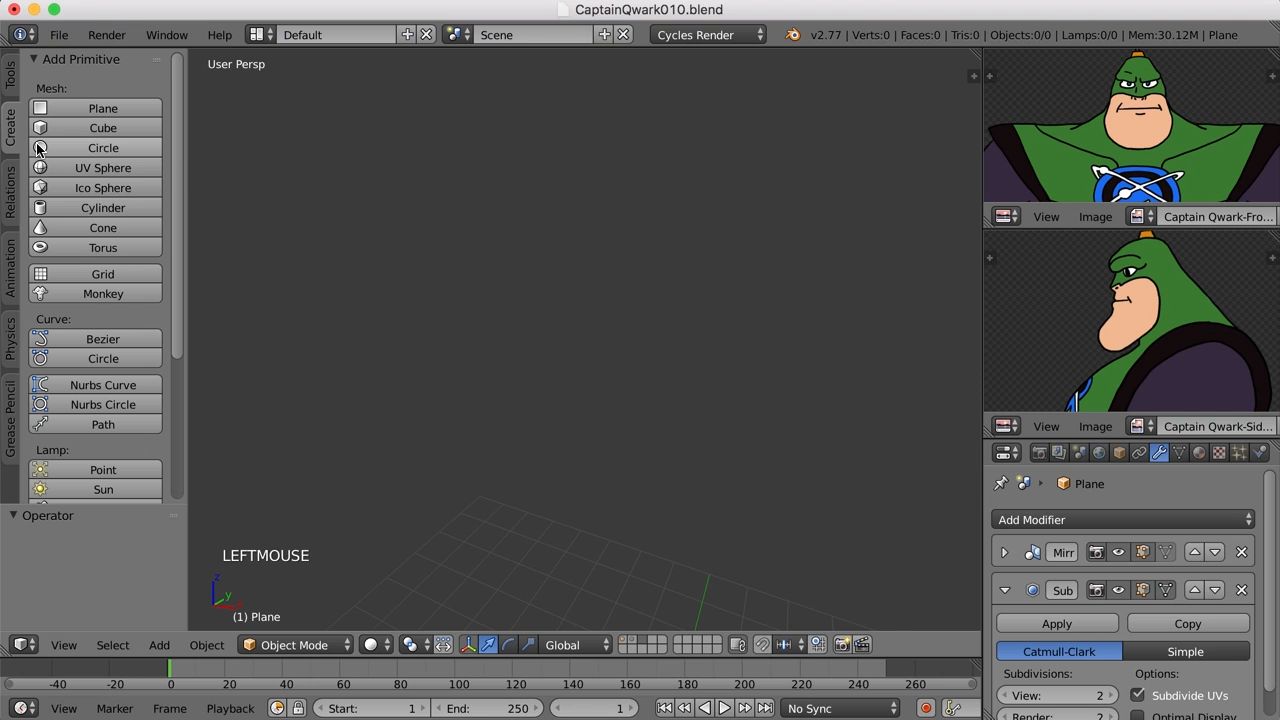 CaptainQwark010.blend
File Render Window Help Default Scene Cycles Render v2.77 | Verts:0 | Faces:0 | Tris:0 | Objects:0/0 | Lamps:0/0 | Mem:30.12M | Plane
Tools
Create
Relations
Animation
Physics
Grease Pencil
Add Primitive
Mesh:
Plane
Cube
Circle
UV Sphere
Ico Sphere
Cylinder
Cone
Torus
Grid
Monkey
Curve:
Bezier
Circle
Nurbs Curve
Nurbs Circle
Path
Lamp:
Point
Sun
Operator
User Persp
LEFTMOUSE
z
y
(1) Plane
View Select Add Object Object Mode Global
-40 -20 0 20 40 60 80 100 120 140 160 180 200 220 240 260
View Marker Frame Playback Start: 1 End: 250 1 No Sync
View Image Captain Qwark-Fro...
View Image Captain Qwark-Sid...
Plane
Add Modifier
Mirr
Sub
Apply Copy
Catmull-Clark Simple
Subdivisions: Options:
View: 2 Subdivide UVs
Render: 2 Optimal Display